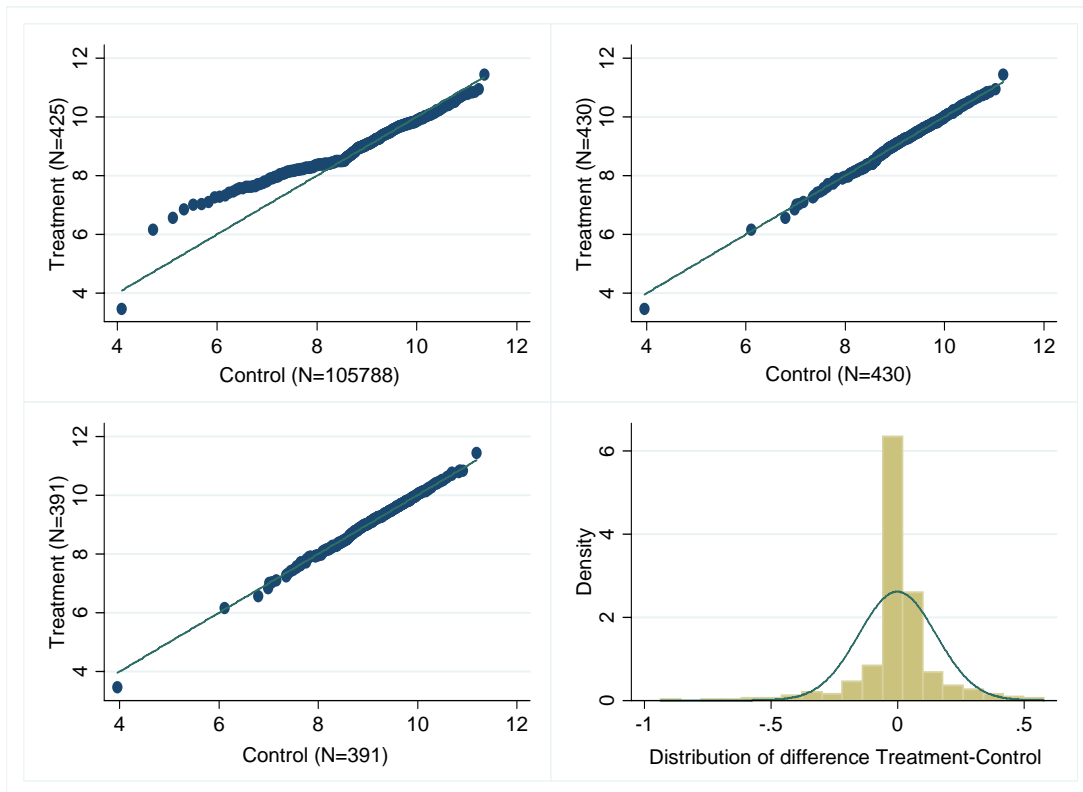 12
10
8
6
4
Treatment (N=425)
4 6 8 10 12
Control (N=105788)
12
10
8
6
4
Treatment (N=430)
4 6 8 10 12
Control (N=430)
12
10
8
6
4
Treatment (N=391)
4 6 8 10 12
Control (N=391)
6
4
2
0
Density
-1 -.5 0 .5
Distribution of difference Treatment-Control